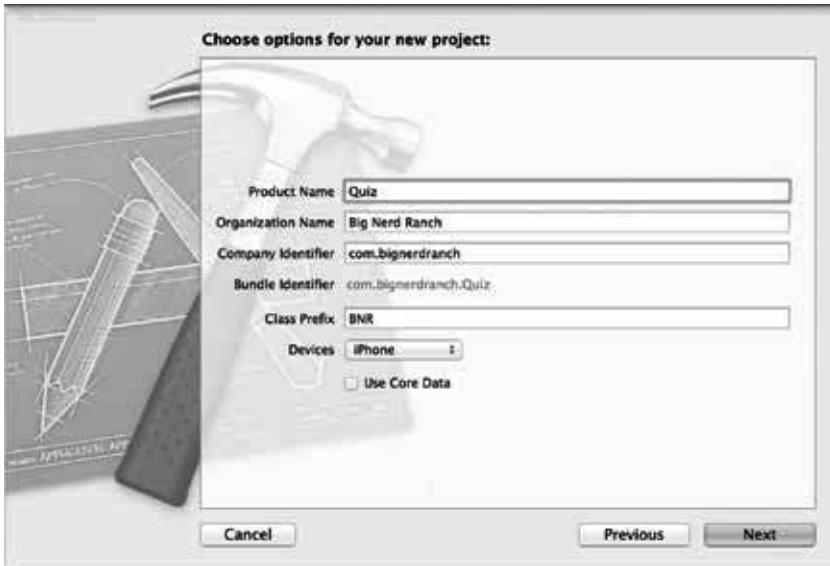 Choose options for your new project:
Product Name Quiz
Organization Name Big Nerd Ranch
Company Identifier com.bignerdranch
Bundle Identifier com.bignerdranch.Quiz
Class Prefix BNR
Devices iPhone
Use Core Data
Cancel Previous Next